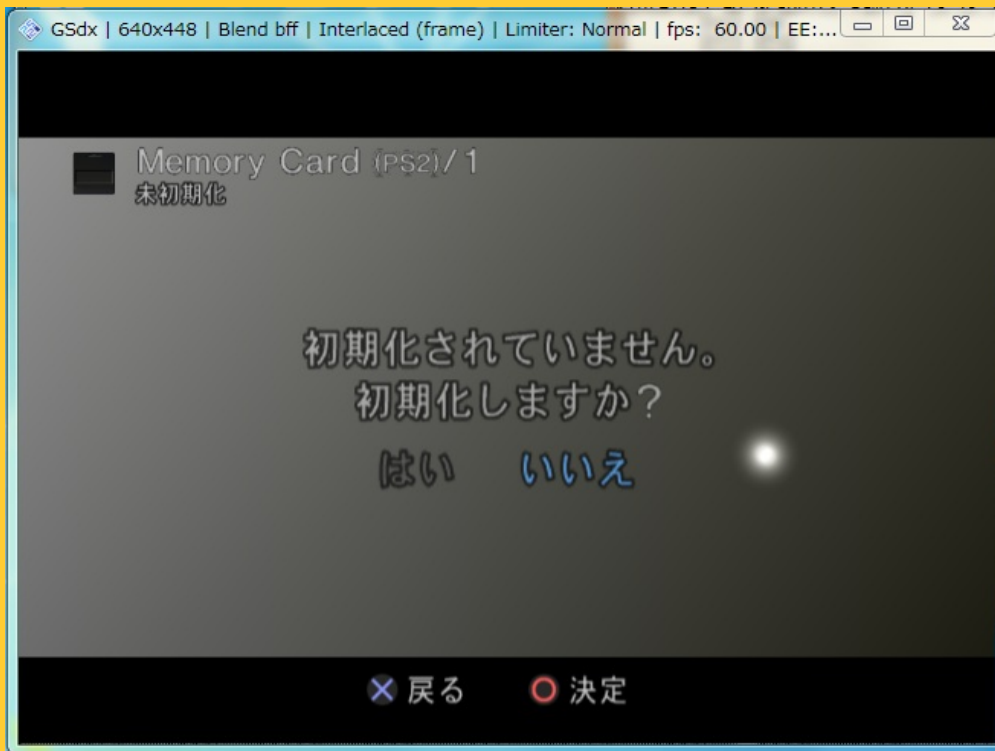 GSdx | 640x448 | Blend bff | Interlaced (frame) | Limiter: Normal | fps: 60.00 | EE:...
Memory Card (PS2)/1
未初期化
初期化されていません。
初期化しますか？
はい いいえ
戻る 決定